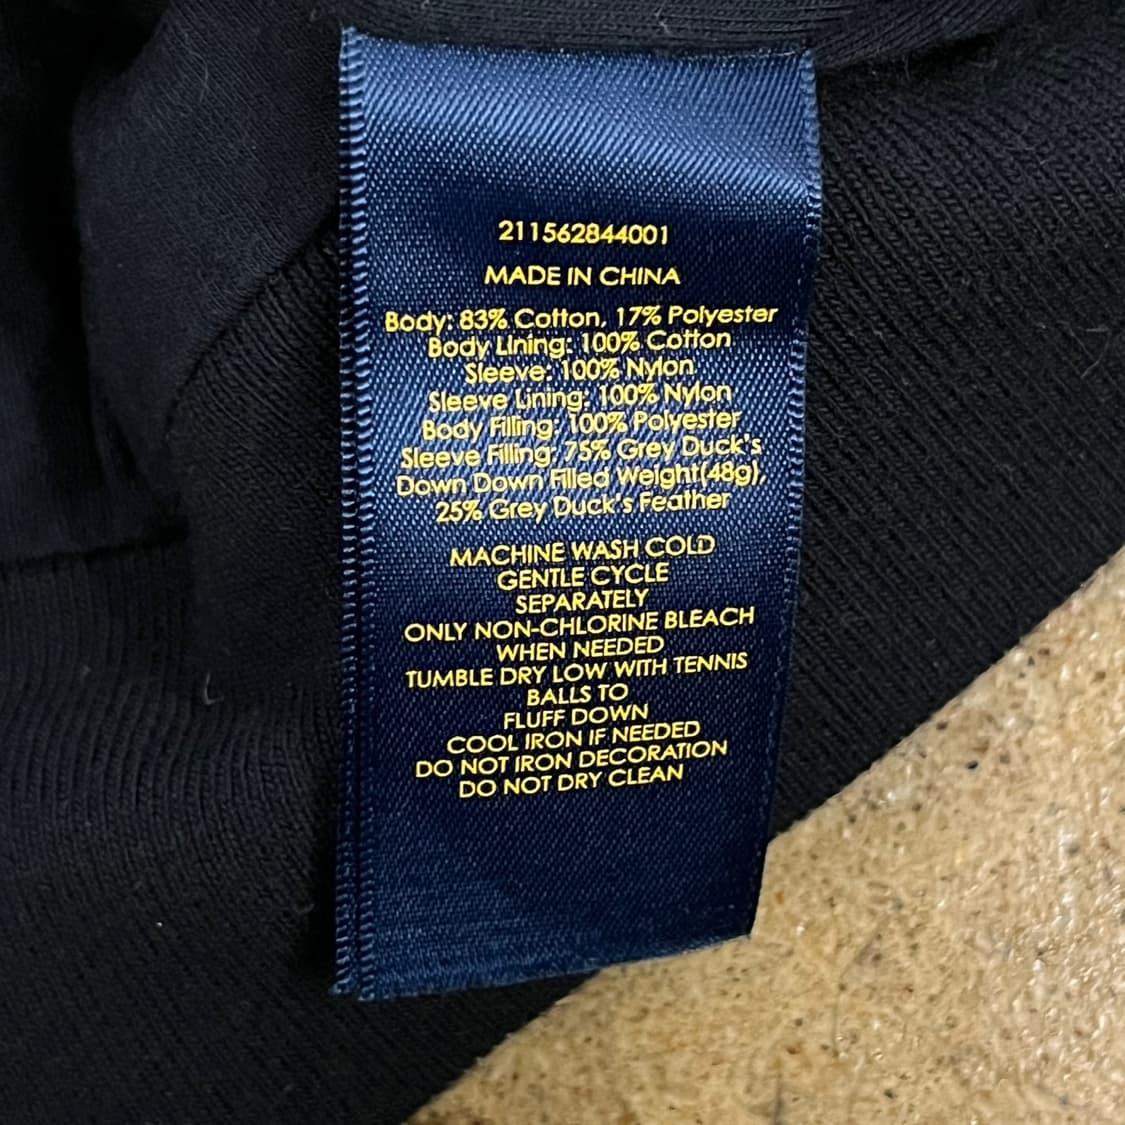 211562844001
MADE IN CHINA
Body: 83% Cotton, 17% Polyester
Body Lining: 100% Cotton
Sleeve: 100% Nylon
Sleeve Lining: 100% Nylon
Body Filling: 100% Polyester
Sleeve Filling: 75% Grey Duck's
Down Down Filled Weight(48g),
25% Grey Duck's Feather
MACHINE WASH COLD
GENTLE CYCLE
SEPARATELY
ONLY NON-CHLORINE BLEACH
WHEN NEEDED
TUMBLE DRY LOW WITH TENNIS
BALLS TO
FLUFF DOWN
COOL IRON IF NEEDED
DO NOT IRON DECORATION
DO NOT DRY CLEAN